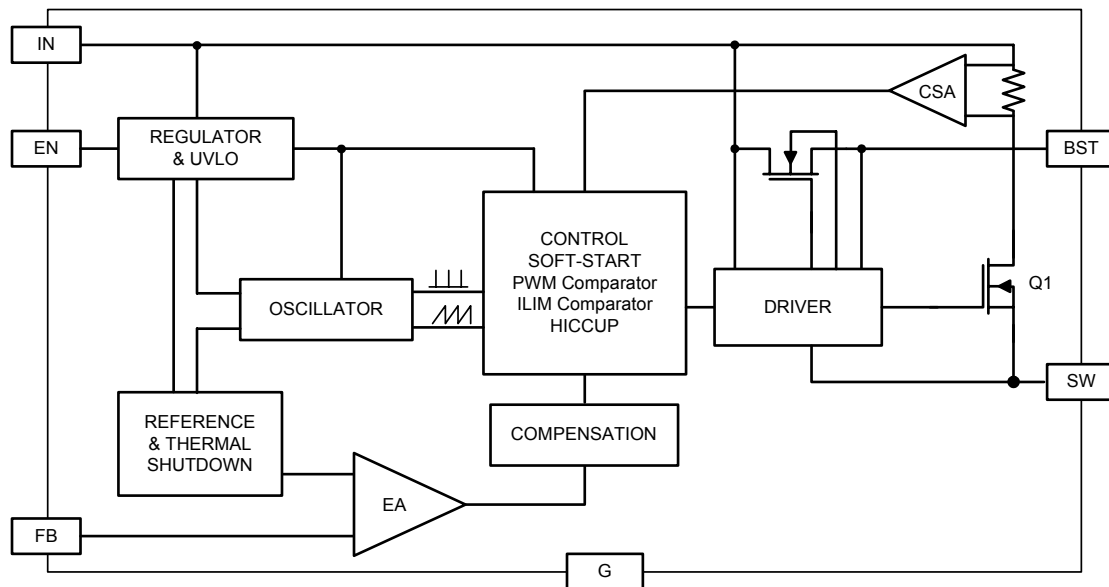 IN
CSA
EN
REGULATOR
& UVLO
BST
CONTROL
SOFT-START
PWM Comparator
ILIM Comparator
HICCUP
OSCILLATOR
DRIVER
Q1
SW
REFERENCE
& THERMAL
SHUTDOWN
COMPENSATION
EA
FB
G